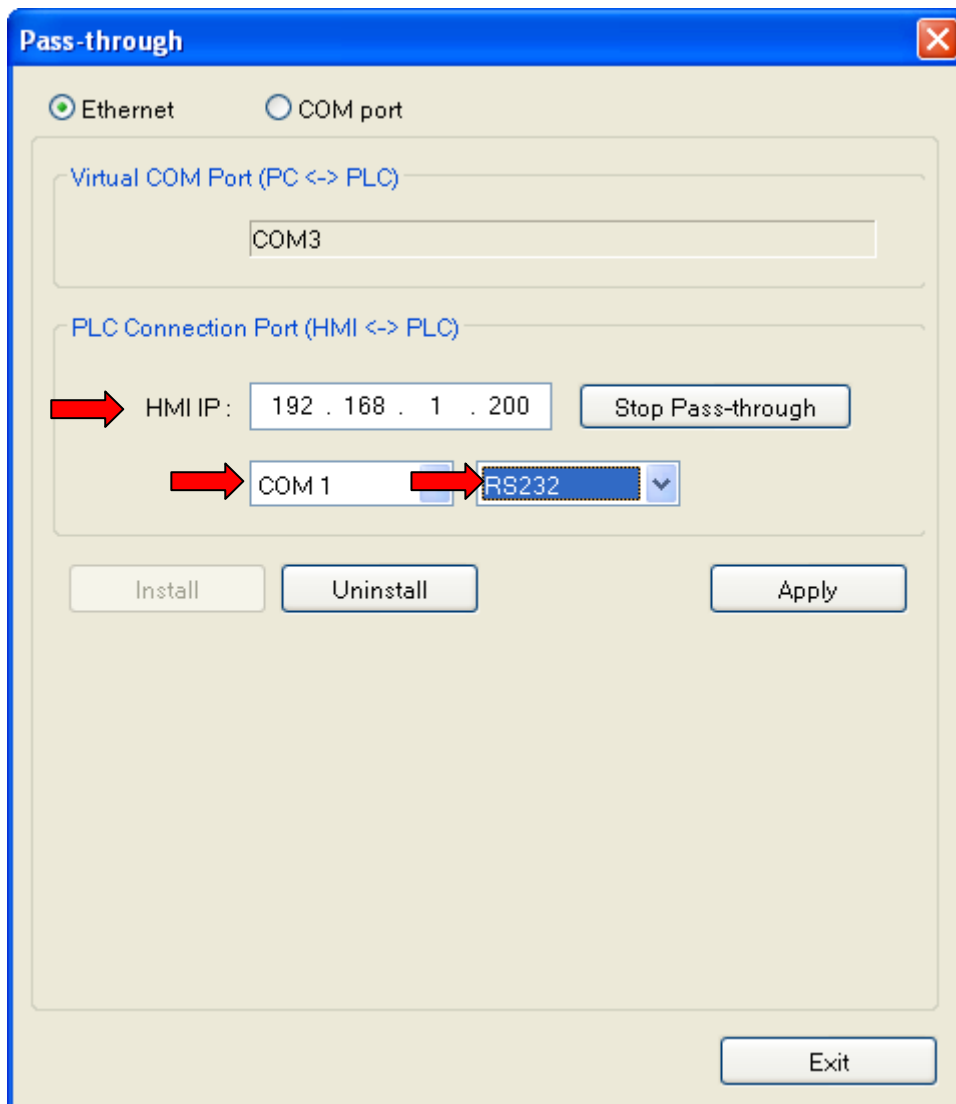 Pass-through
Ethernet COM port
Virtual COM Port (PC <-> PLC)
COM3
PLC Connection Port (HMI <-> PLC)
HMI IP : 192 . 168 . 1 . 200 Stop Pass-through
COM 1 RS232
Install Uninstall Apply
Exit